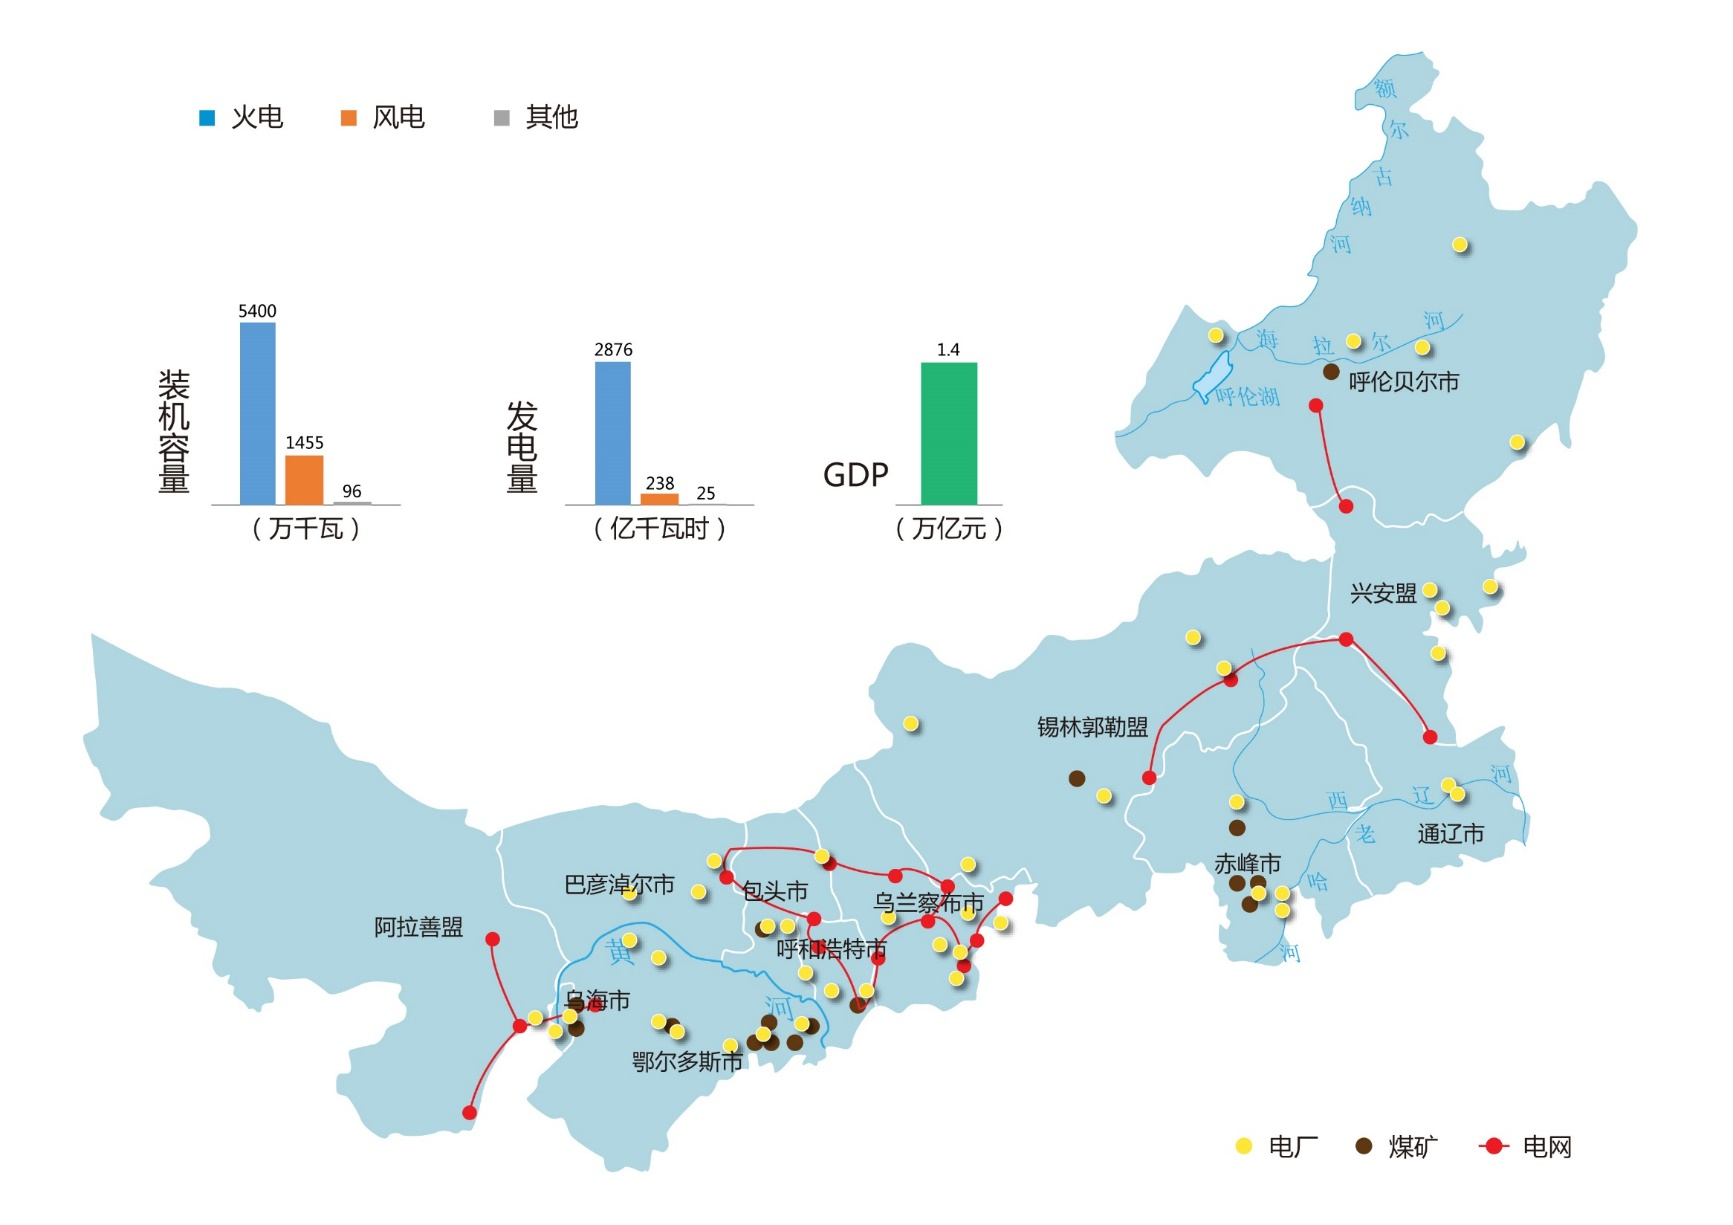 火电 风电 其他
装机容量
5400
1455
96
（万千瓦）
发电量
2876
238
25
（亿千瓦时）
GDP
1.4
（万亿元）
额尔古纳河
海拉尔河
呼伦湖
呼伦贝尔市
兴安盟
锡林郭勒盟
西辽河
老哈河
通辽市
赤峰市
乌兰察布市
包头市
呼和浩特市
巴彦淖尔市
阿拉善盟
黄河
乌海市
鄂尔多斯市
电厂 煤矿 电网